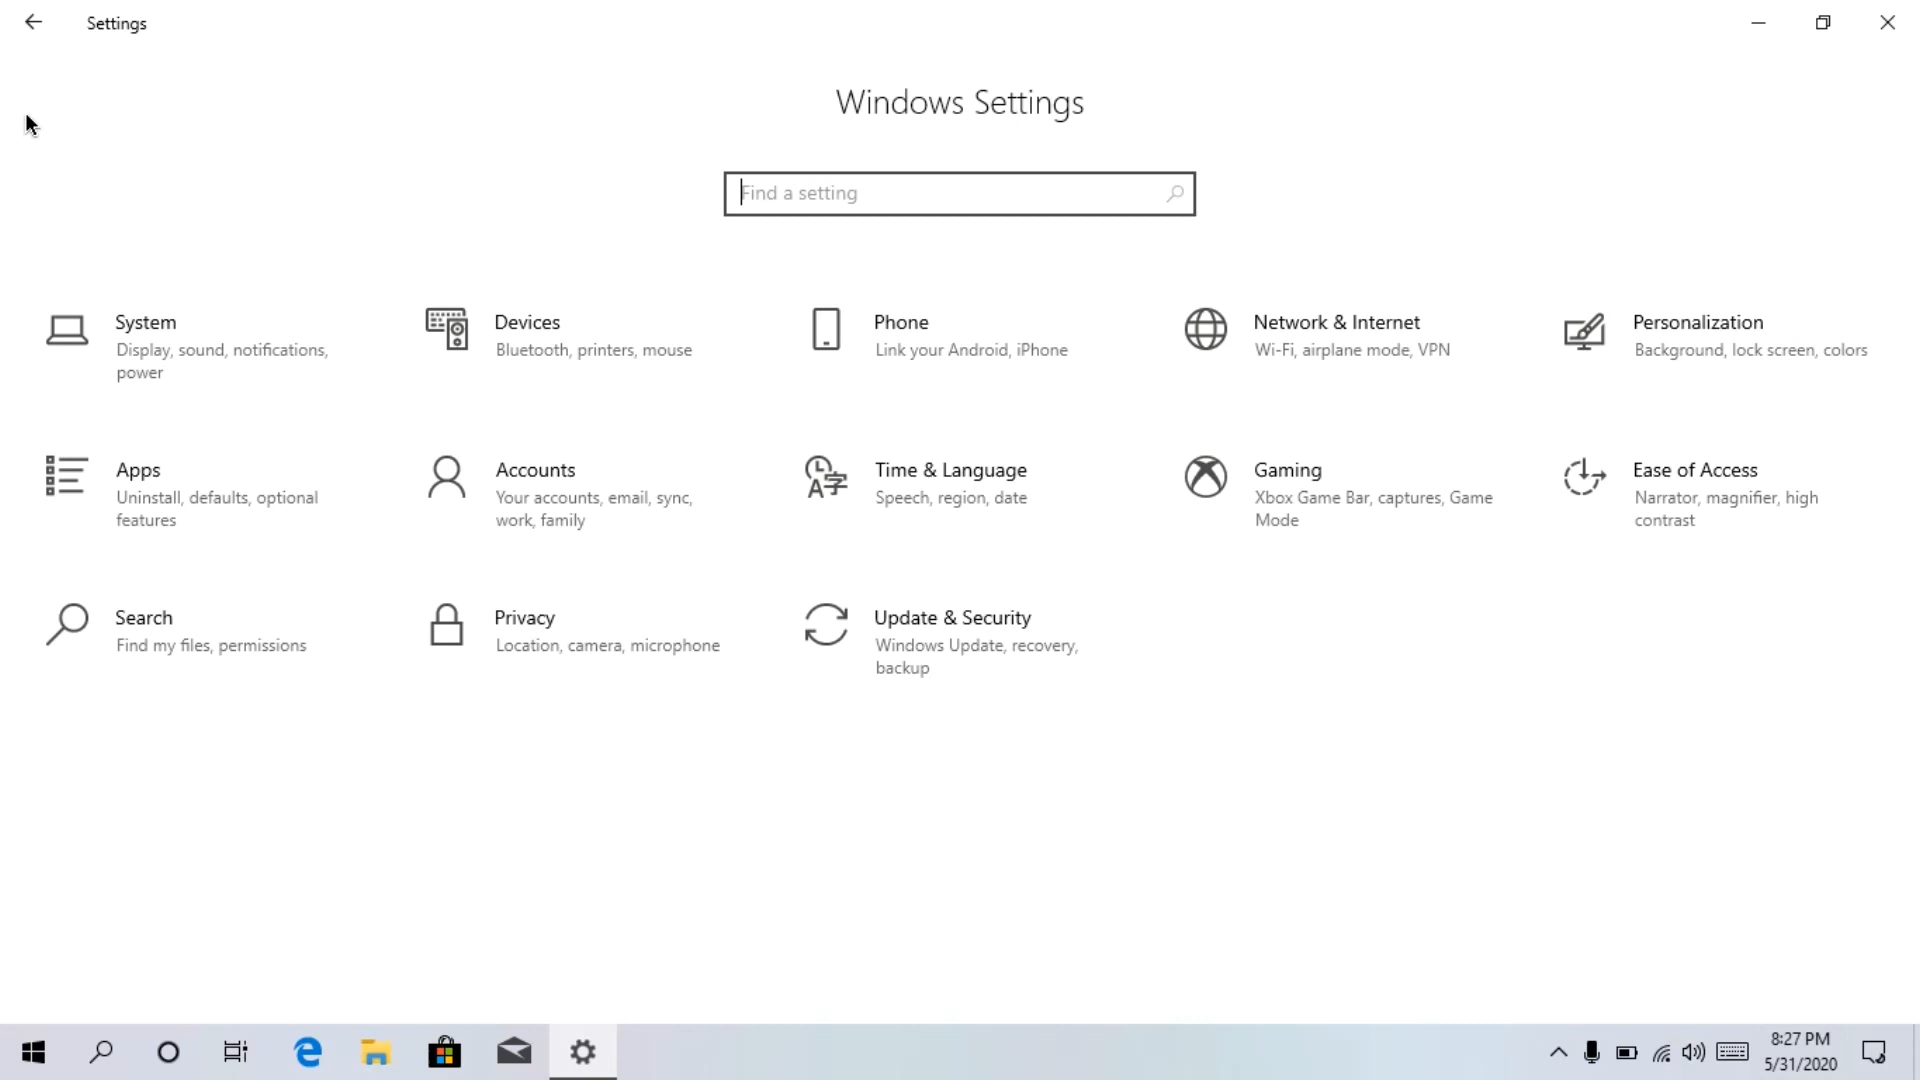 Settings
Windows Settings
Find a setting
System
Display, sound, notifications,
power
Devices
Bluetooth, printers, mouse
Phone
Link your Android, iPhone
Network & Internet
Wi-Fi, airplane mode, VPN
Personalization
Background, lock screen, colors
Apps
Uninstall, defaults, optional
features
Accounts
Your accounts, email, sync,
work, family
Time & Language
Speech, region, date
Gaming
Xbox Game Bar, captures, Game
Mode
Ease of Access
Narrator, magnifier, high
contrast
Search
Find my files, permissions
Privacy
Location, camera, microphone
Update & Security
Windows Update, recovery,
backup
8:27 PM
5/31/2020